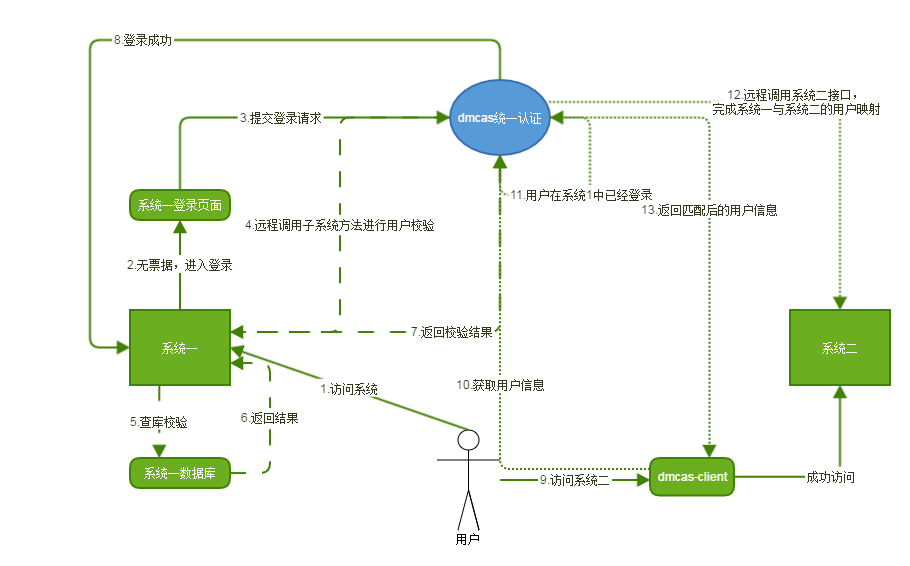 8.登录成功
12.远程调用系统二接口，
完成系统一与系统二的用户映射
3.提交登录请求
dmcas统一认证
11.用户在系统1中已经登录
系统一登录页面
13.返回匹配后的用户信息
4.远程调用子系统方法进行用户校验
2.无票据，进入登录
7.返回校验结果
系统一
系统二
1.访问系统
10.获取用户信息
5.查库校验
6.返回结果
系统一数据库
9.访问系统二
dmcas-client
成功访问
用户